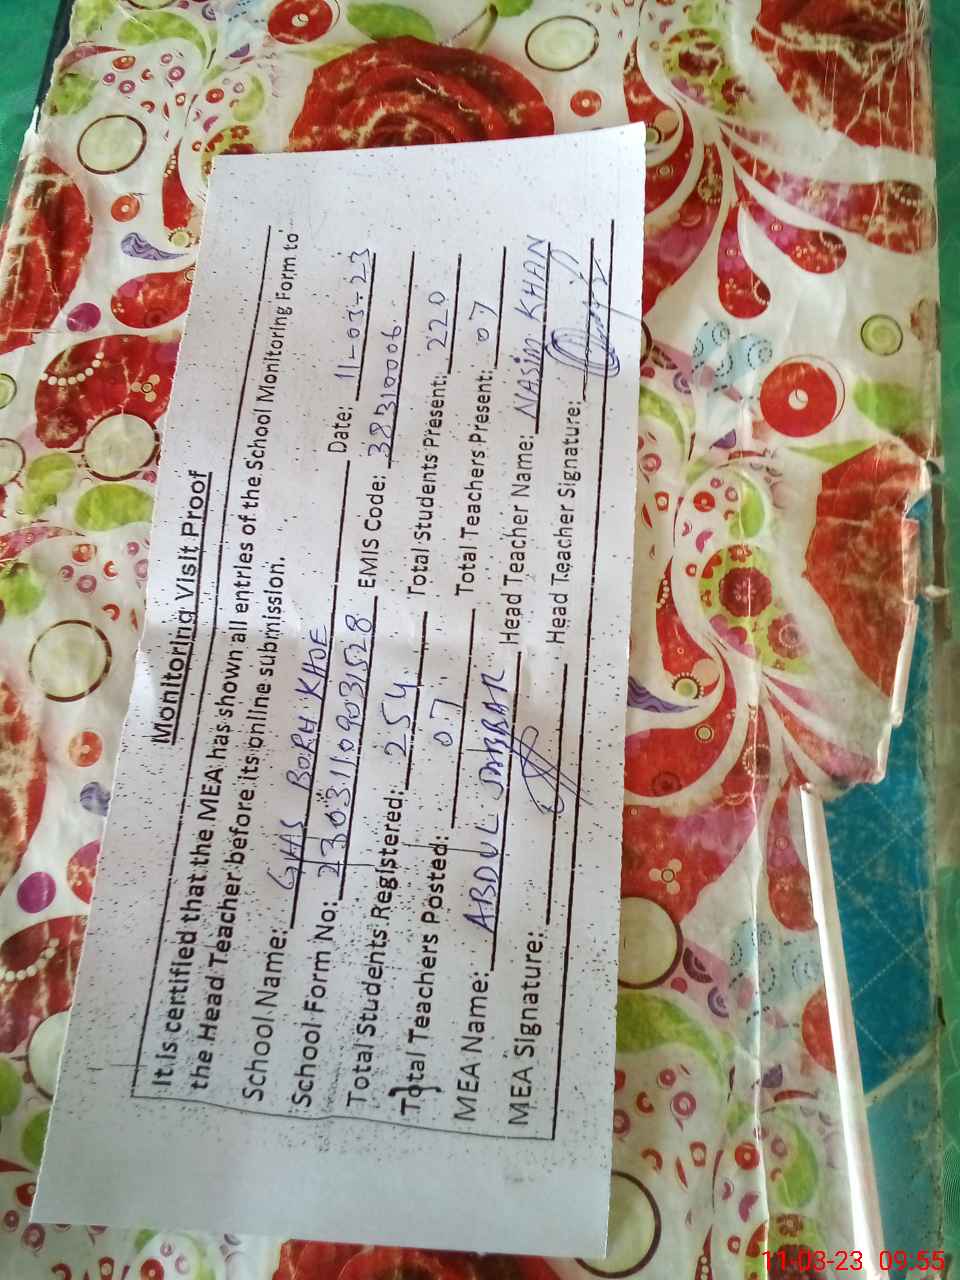 Monitoring Visit Proof
It is certified that the MEA has shown all entries of the School Monitoring Form to
the Head Teacher before its online submission.
School Name: GHAS BORH KHOE Date: 11-03-23
School Form No: 230311090903131528 EMIS Code: 38310006
Total Students Registered: 254 Total Students Present: 220
Total Teachers Posted: 07 Total Teachers Present: 07
MEA Name: ABDUL JABBAR Head Teacher Name: NASIM KHAN
MEA Signature: Head Teacher Signature:
11-03-23 09:55